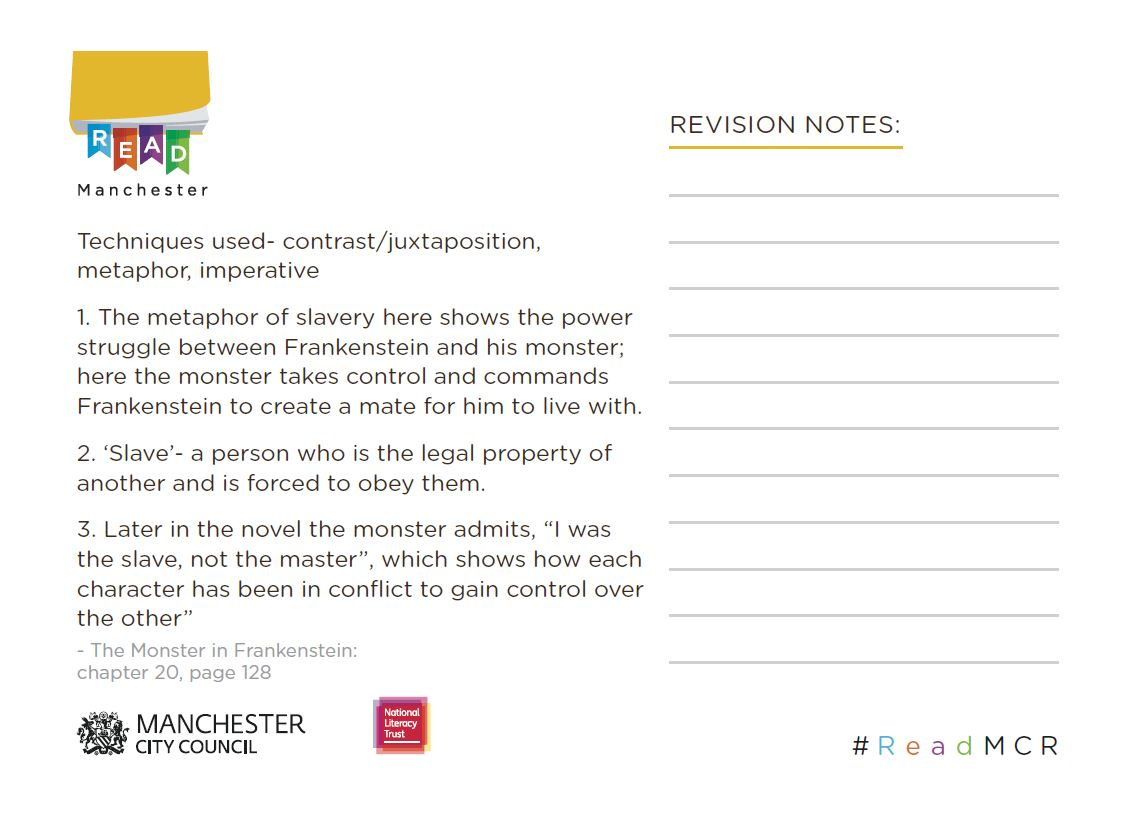 READ
Manchester
Techniques used- contrast/juxtaposition,
metaphor, imperative
1. The metaphor of slavery here shows the power
struggle between Frankenstein and his monster;
here the monster takes control and commands
Frankenstein to create a mate for him to live with.
2. ‘Slave’- a person who is the legal property of
another and is forced to obey them.
3. Later in the novel the monster admits, “I was
the slave, not the master”, which shows how each
character has been in conflict to gain control over
the other”
- The Monster in Frankenstein:
chapter 20, page 128
MANCHESTER
CITY COUNCIL
National
Literacy
Trust
REVISION NOTES:
#ReadMCR